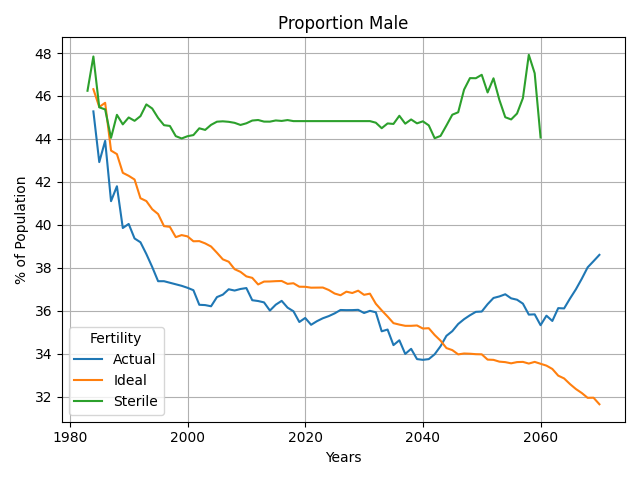 Proportion Male
% of Population
48
46
44
42
40
38
36
34
32
Fertility
Actual
Ideal
Sterile
1980
2000
2020
2040
2060
Years